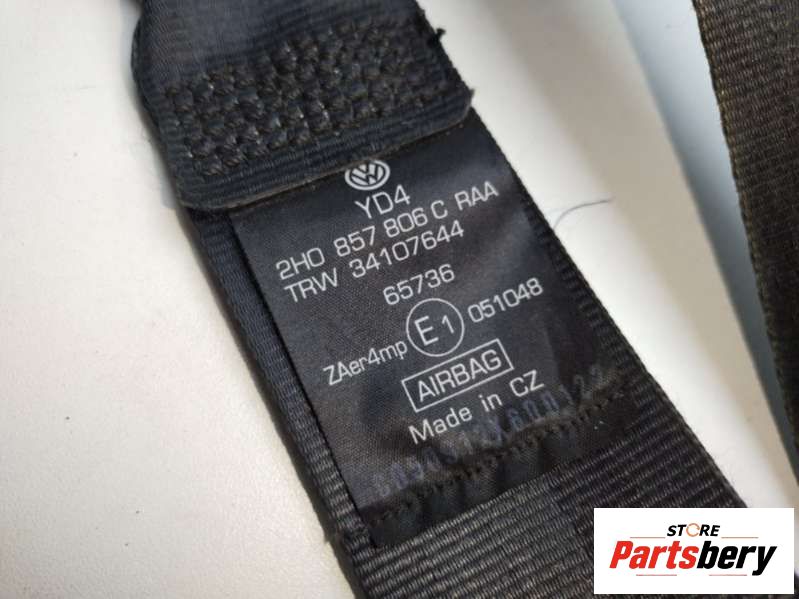 YD4
2H0 857 806 C RAA
TRW 34107644
65736
ZAer4mp E1 051048
AIRBAG
Made in CZ
STORE
Partsbery